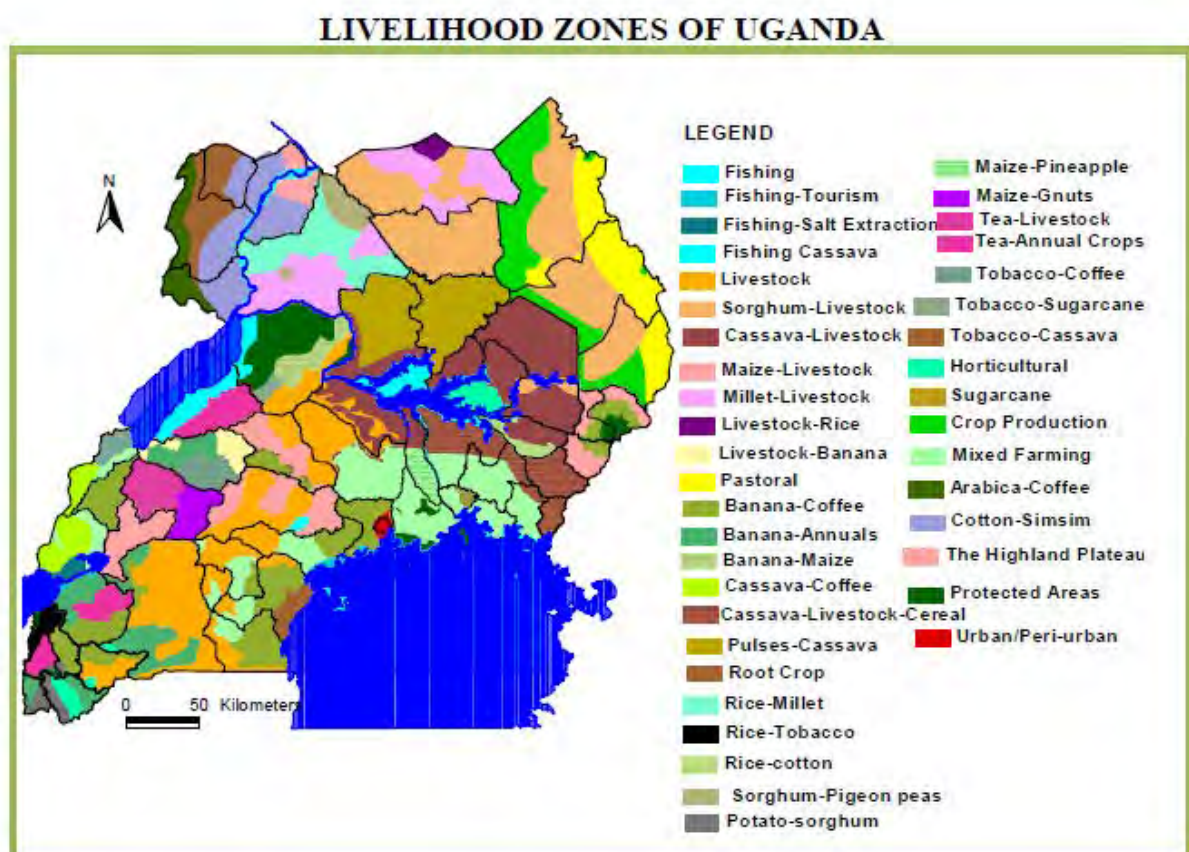 LIVELIHOOD ZONES OF UGANDA
N
0 50 Kilometers
LEGEND
Fishing
Fishing-Tourism
Fishing-Salt Extraction
Fishing Cassava
Livestock
Sorghum-Livestock
Cassava-Livestock
Maize-Livestock
Millet-Livestock
Livestock-Rice
Livestock-Banana
Pastoral
Banana-Coffee
Banana-Annuals
Banana-Maize
Cassava-Coffee
Cassava-Livestock-Cereal
Pulses-Cassava
Root Crop
Rice-Millet
Rice-Tobacco
Rice-cotton
Sorghum-Pigeon peas
Potato-sorghum
Maize-Pineapple
Maize-Gnuts
Tea-Livestock
Tea-Annual Crops
Tobacco-Coffee
Tobacco-Sugarcane
Tobacco-Cassava
Horticultural
Sugarcane
Crop Production
Mixed Farming
Arabica-Coffee
Cotton-Simsim
The Highland Plateau
Protected Areas
Urban/Peri-urban